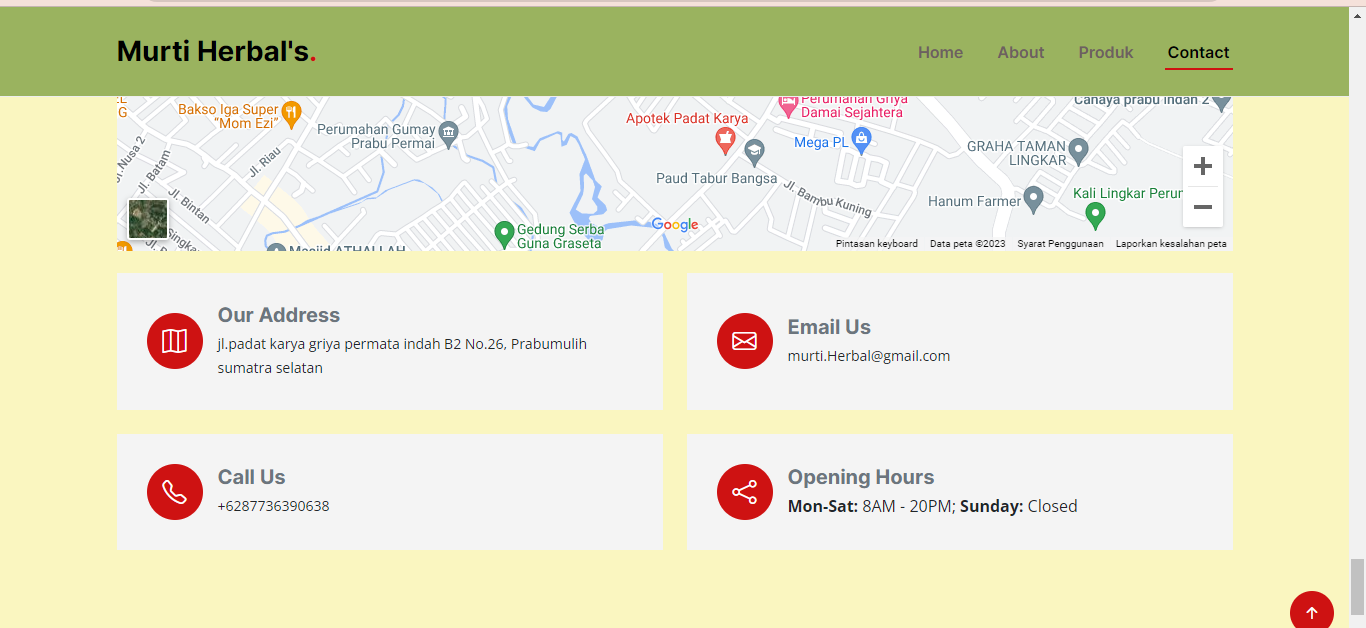 Murti Herbal's.
Home
About
Produk
Contact
Bakso Iga Super
"Mom Ezi"
Perumahan Gumay
Prabu Permai
Jl. Nusa 2
Jl. Batam
Jl. Riau
Jl. Bintan
Apotek Padat Karya
Paud Tabur Bangsa
Perumahan Griya
Damai Sejahtera
Mega PL
Jl. Bambu Kuning
Cahaya prabu indah 2
GRAHA TAMAN
LINGKAR
Hanum Farmer
Kali Lingkar Perum
Gedung Serba
Guna Graseta
Masjid ATHALLAH
Google
Pintasan keyboard
Data peta ©2023
Syarat Penggunaan
Laporkan kesalahan peta
Our Address
jl.padat karya griya permata indah B2 No.26, Prabumulih
sumatra selatan
Email Us
murti.Herbal@gmail.com
Call Us
+6287736390638
Opening Hours
Mon-Sat: 8AM - 20PM; Sunday: Closed